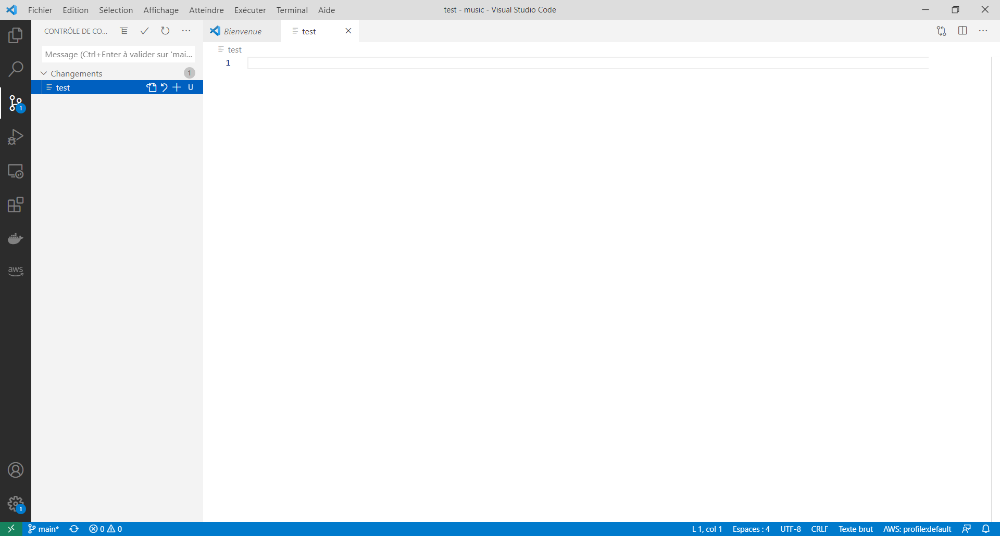 Fichier Edition Sélection Affichage Atteindre Exécuter Terminal Aide test - music - Visual Studio Code
CONTRÔLE DE CO...
Bienvenue
test
Message (Ctrl+Enter à valider sur 'mai...
test
Changements 1
1
test U
1
aws
1
main* 0 0 L 1, col 1 Espaces : 4 UTF-8 CRLF Texte brut AWS: profile:default